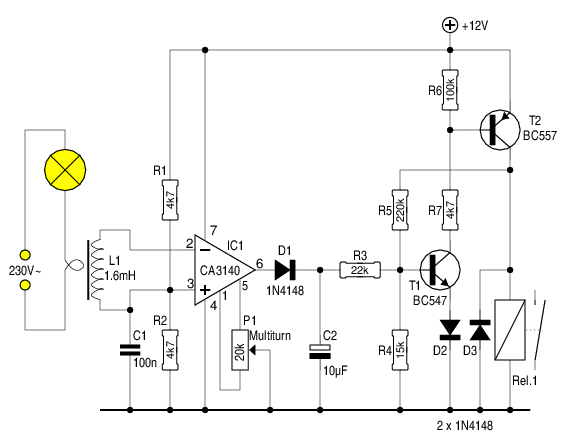 +12V
R6
100k
T2
BC557
R1
4k7
R5
220k
R7
4k7
7
2
IC1
CA3140
6
D1
1N4148
R3
22k
T1
BC547
230V~
L1
1.6mH
3
4
1
5
P1
Multiturn
20k
C1
100n
R2
4k7
C2
10µF
R4
15k
D2
D3
Rel.1
2 x 1N4148